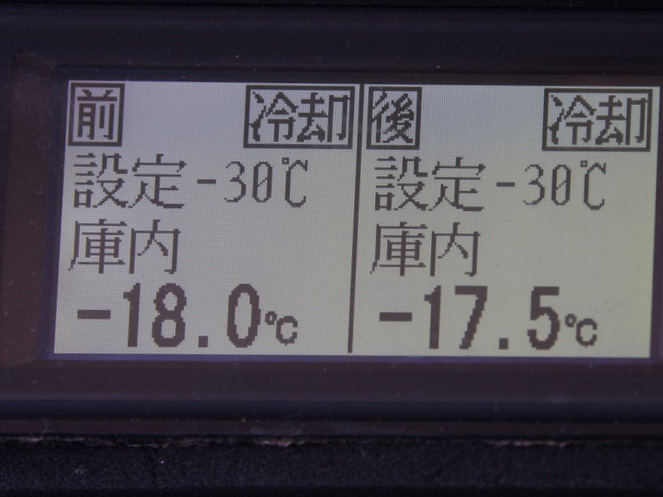 前 冷却
設定-30℃
庫内
-18.0℃
後 冷却
設定-30℃
庫内
-17.5℃